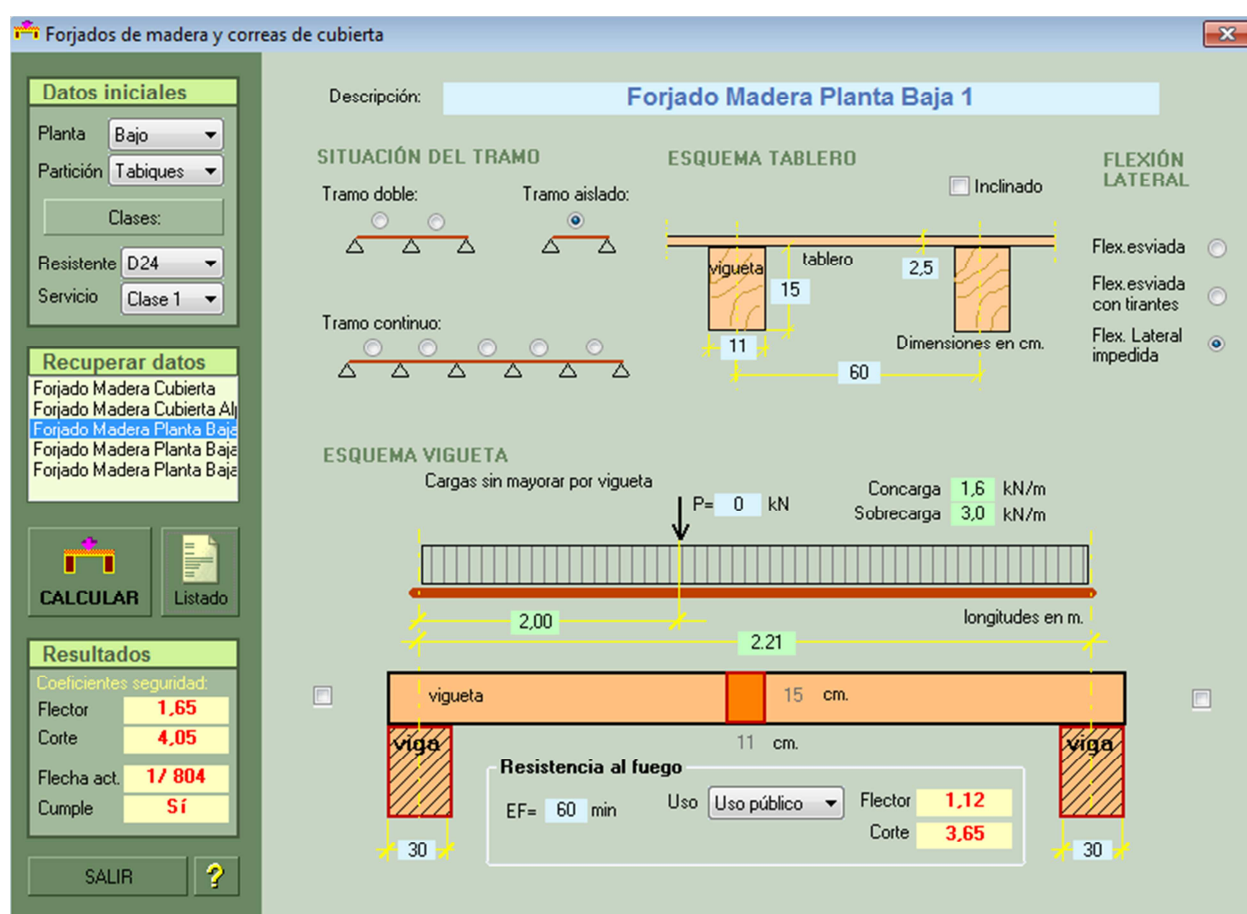 Forjados de madera y correas de cubierta
Datos iniciales
Planta Bajo
Partición Tabiques
Clases:
Resistente D24
Servicio Clase 1
Recuperar datos
Forjado Madera Cubierta
Forjado Madera Cubierta Al
Forjado Madera Planta Baja
Forjado Madera Planta Baja
Forjado Madera Planta Baja
CALCULAR
Listado
Resultados
Coeficientes seguridad:
Flector 1,65
Corte 4,05
Flecha act. 1/ 804
Cumple Sí
SALIR
?
Descripción: Forjado Madera Planta Baja 1
SITUACIÓN DEL TRAMO
Tramo doble:
Tramo aislado:
Tramo continuo:
ESQUEMA TABLERO
Inclinado
vigueta
tablero
2,5
15
11
Dimensiones en cm.
60
FLEXIÓN
LATERAL
Flex.esviada
Flex.esviada
con tirantes
Flex. Lateral
impedida
ESQUEMA VIGUETA
Cargas sin mayorar por vigueta
P= 0 kN
Concarga 1,6 kN/m
Sobrecarga 3,0 kN/m
2,00
longitudes en m.
2.21
vigueta
15 cm.
viga
11 cm.
viga
Resistencia al fuego
EF= 60 min
Uso Uso público
Flector 1,12
Corte 3,65
30
30